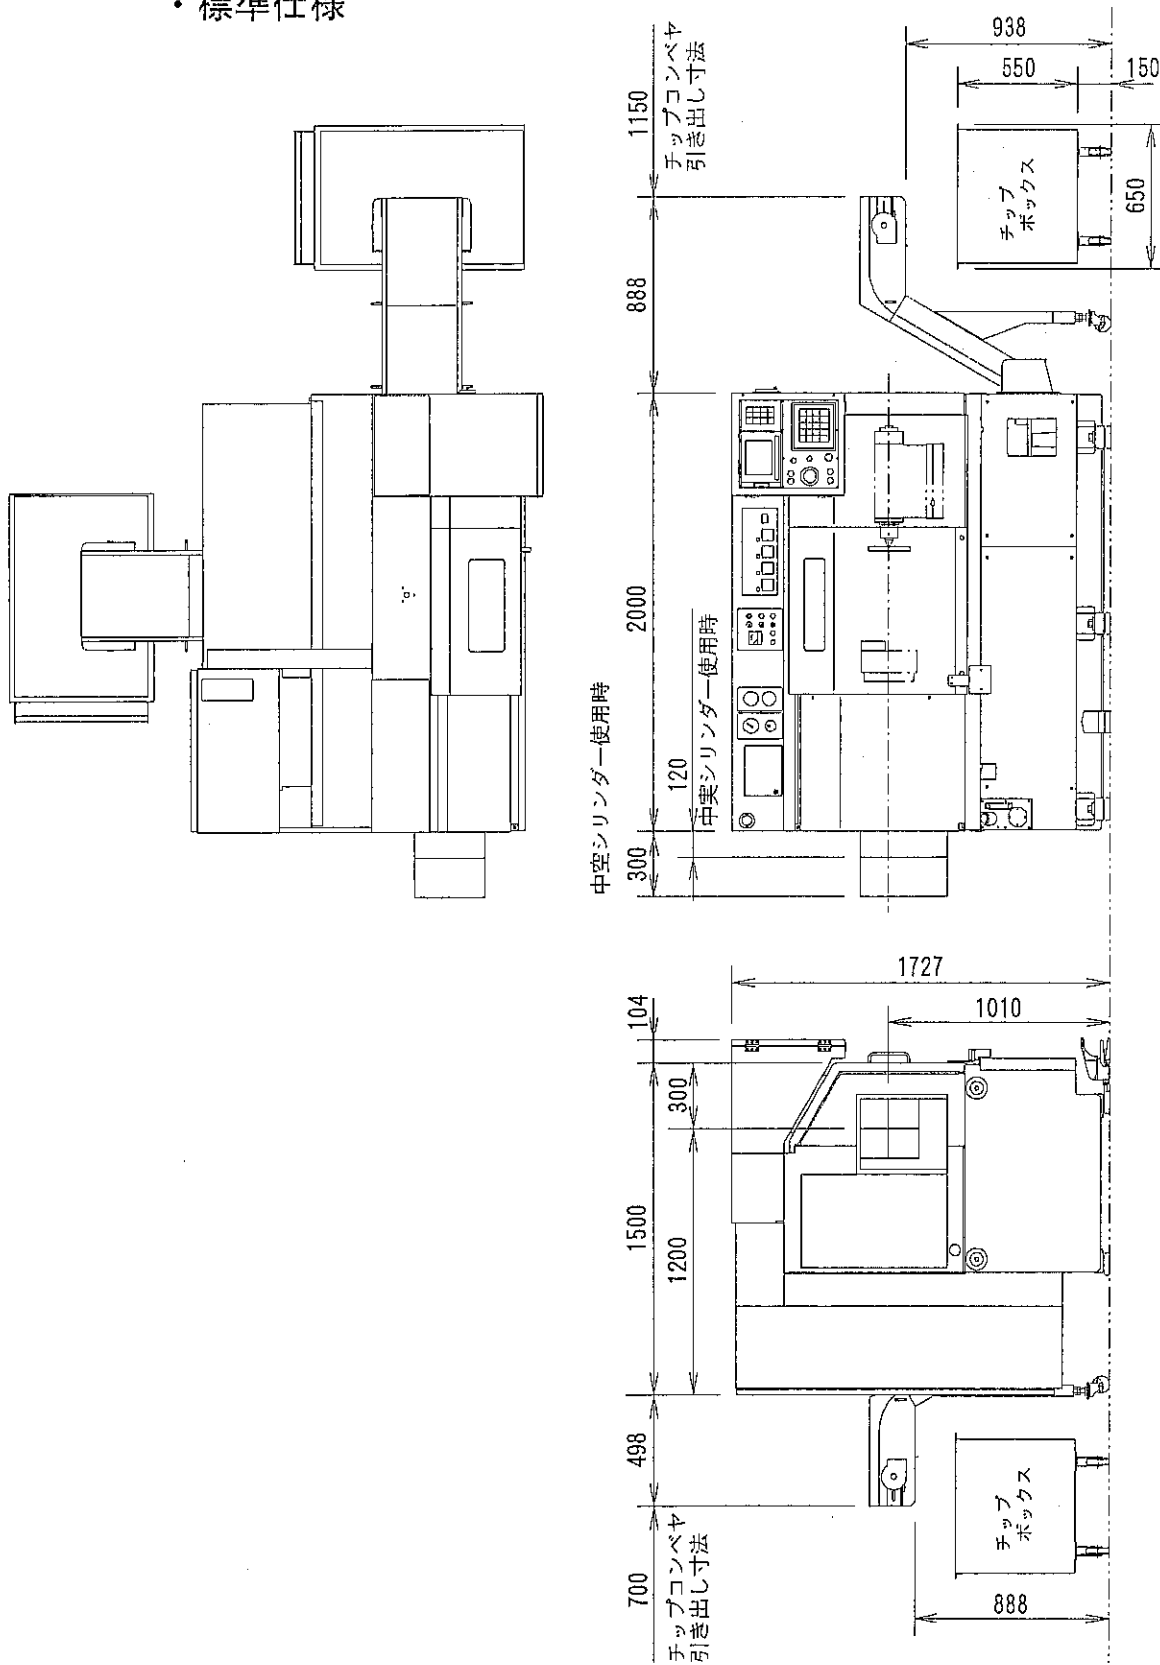 ・標準仕様
938
550
150
1150
チップコンベヤ
引き出し寸法
チップ
ボックス
650
888
2000
中空シリンダー使用時
120
中実シリンダー使用時
300
1727
104
1010
300
1500
1200
498
チップ
ボックス
700
チップコンベヤ
引き出し寸法
888